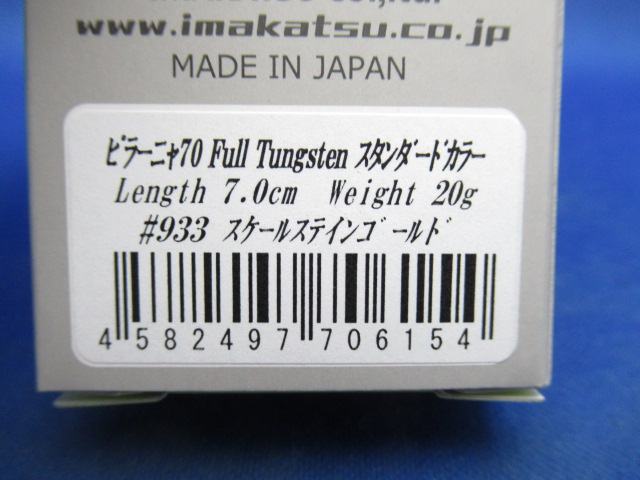 www.imakatsu.co.jp
MADE IN JAPAN
ピラーニャ70 Full Tungsten スタンダードカラー
Length 7.0cm Weight 20g
#933 スケールステインゴールド
4 582497 706154